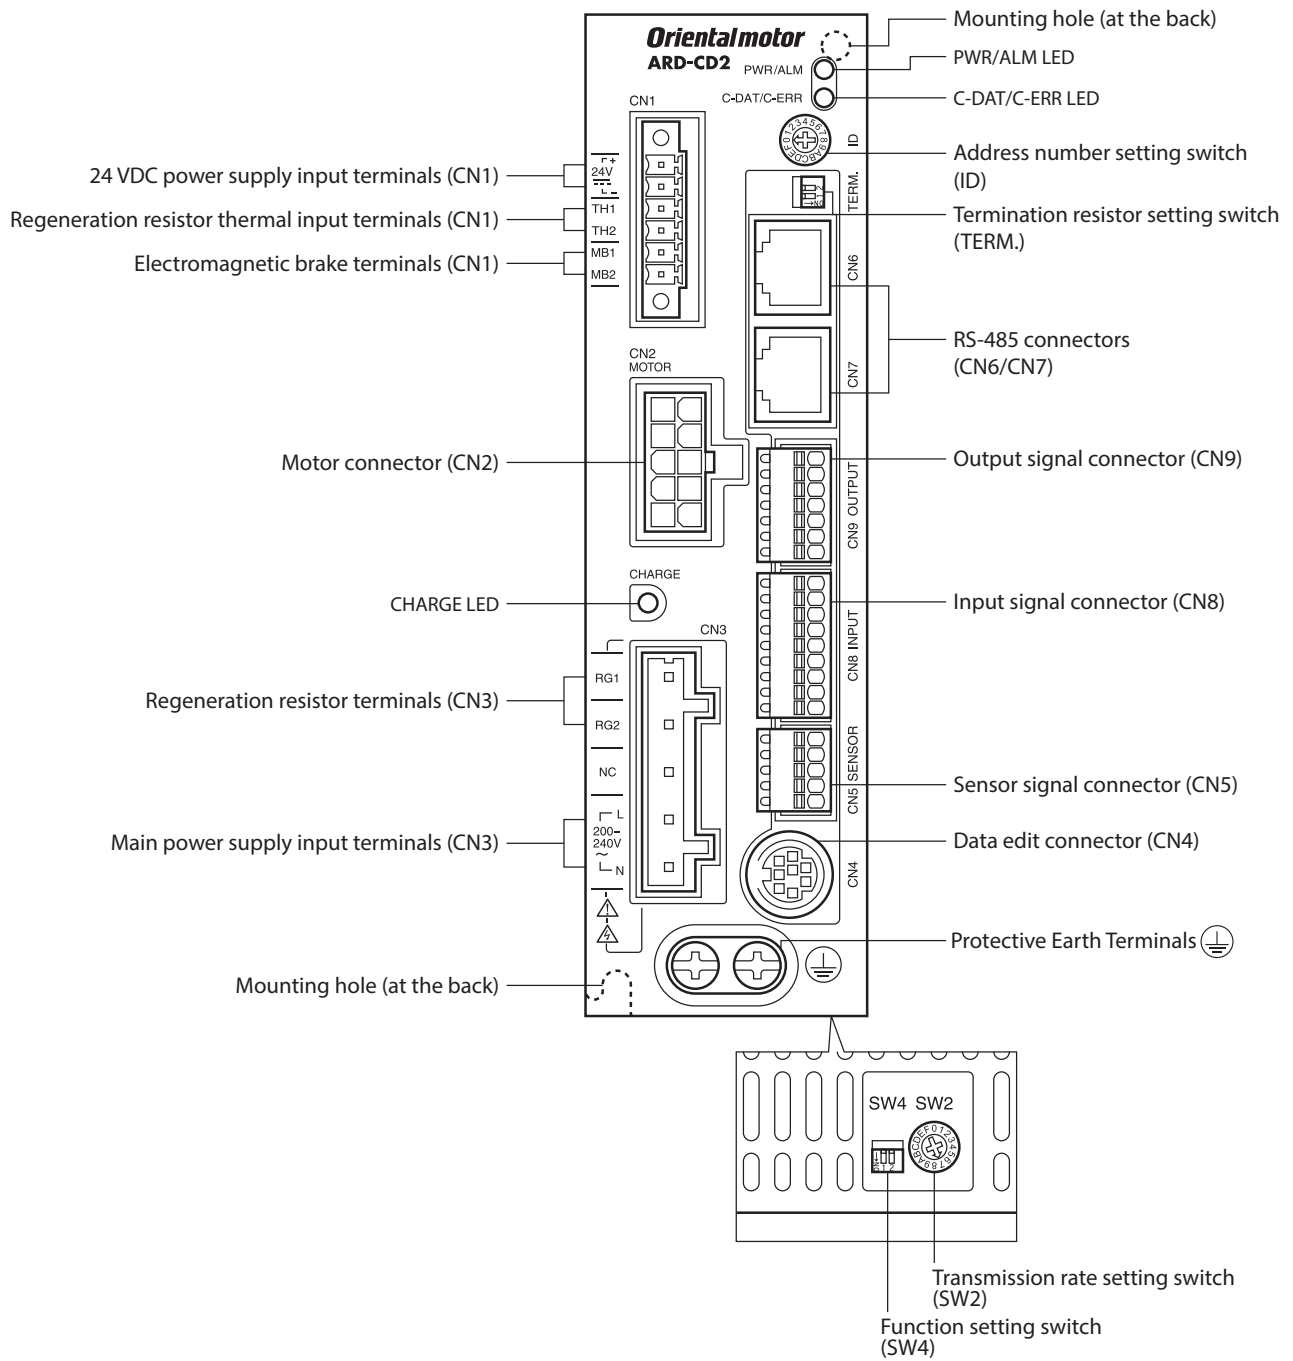 Orientalmotor
ARD-CD2
PWR/ALM
C-DAT/C-ERR
Mounting hole (at the back)
PWR/ALM LED
C-DAT/C-ERR LED
ID
Address number setting switch
(ID)
TERM.
Termination resistor setting switch
(TERM.)
CN1
24V
TH1
TH2
MB1
MB2
24 VDC power supply input terminals (CN1)
Regeneration resistor thermal input terminals (CN1)
Electromagnetic brake terminals (CN1)
CN6
CN7
RS-485 connectors
(CN6/CN7)
CN2
MOTOR
Motor connector (CN2)
CN9 OUTPUT
Output signal connector (CN9)
CHARGE
CHARGE LED
CN8 INPUT
Input signal connector (CN8)
CN3
RG1
RG2
NC
L
200-
240V
~
N
Regeneration resistor terminals (CN3)
Main power supply input terminals (CN3)
CN5 SENSOR
Sensor signal connector (CN5)
CN4
Data edit connector (CN4)
Protective Earth Terminals
Mounting hole (at the back)
SW4 SW2
ON
1 2
0123456789ABCDEF
Transmission rate setting switch
(SW2)
Function setting switch
(SW4)